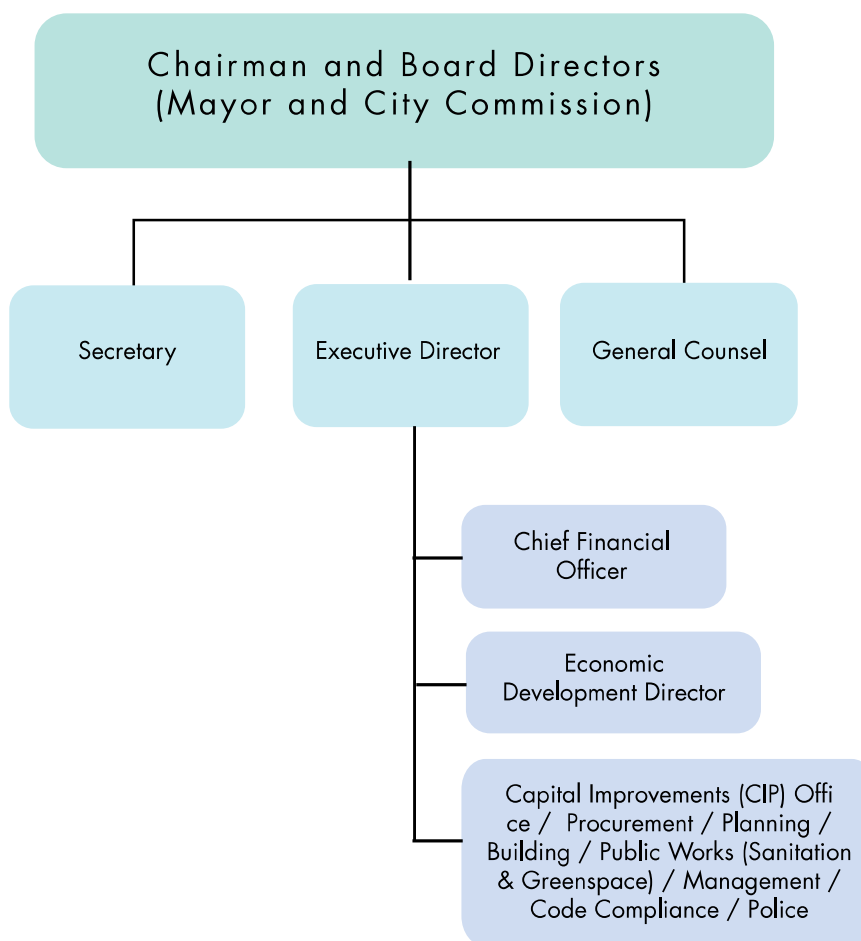 Chairman and Board Directors
(Mayor and City Commission)
Secretary
Executive Director
General Counsel
Chief Financial
Officer
Economic
Development Director
Capital Improvements (CIP) Offi
ce / Procurement / Planning /
Building / Public Works (Sanitation
& Greenspace) / Management /
Code Compliance / Police